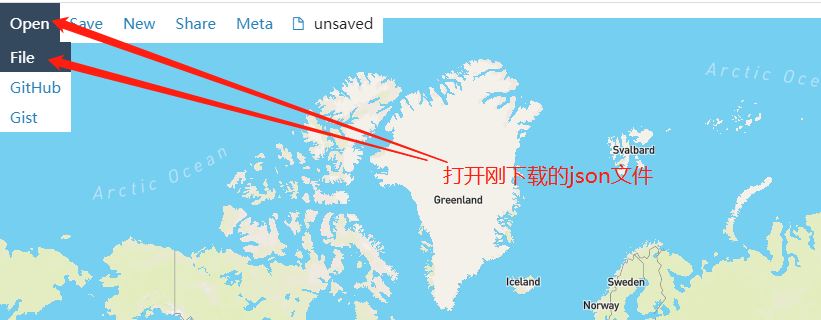 Open Save New Share Meta unsaved
File
GitHub
Gist
Arctic Ocean
Arctic Oce
Svalbard
打开刚下载的json文件
Greenland
Iceland
Sweden
Norway